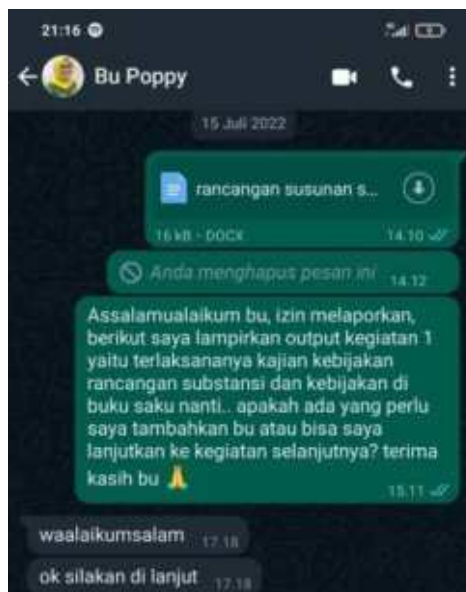 21:16
Bu Poppy
15 Juli 2022
rancangan susunan s...
16 kB - DOCX 14.10
Anda menghapus pesan ini 14.12
Assalamualaikum bu, izin melaporkan,
berikut saya lampirkan output kegiatan 1
yaitu terlaksananya kajian kebijakan
rancangan substansi dan kebijakan di
buku saku nanti.. apakah ada yang perlu
saya tambahkan bu atau bisa saya
lanjutkan ke kegiatan selanjutnya? terima
kasih bu 🙏
15.11
waalaikumsalam 17.18
ok silakan di lanjut 17.18